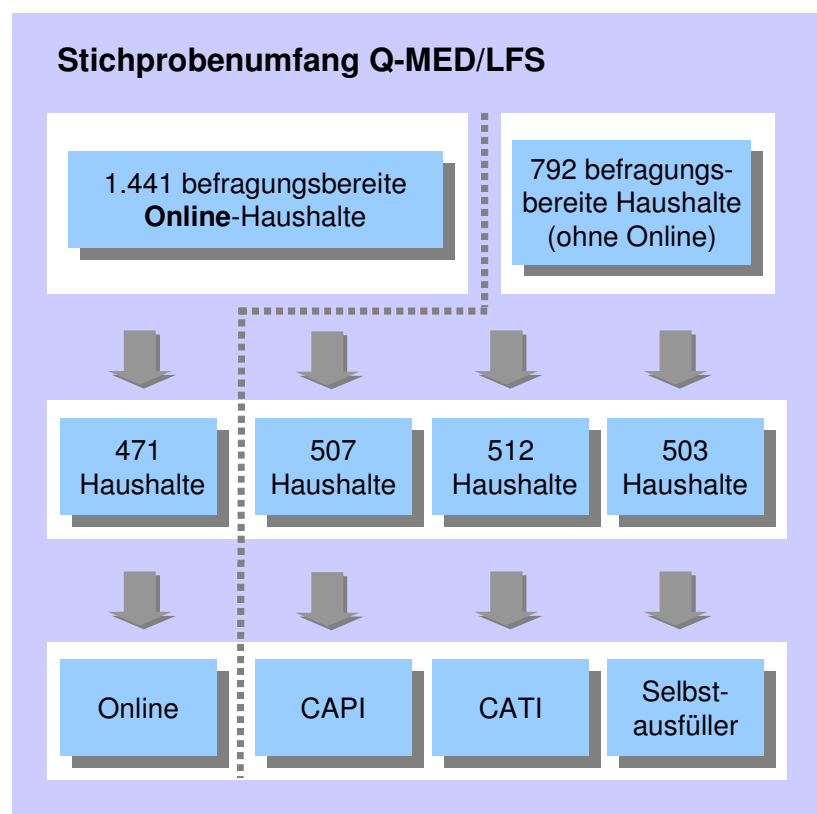 Stichprobenumfang Q-MED/LFS
1.441 befragungsbereite
Online-Haushalte
792 befragungs-
bereite Haushalte
(ohne Online)
471
Haushalte
507
Haushalte
512
Haushalte
503
Haushalte
Online
CAPI
CATI
Selbst-
ausfüller